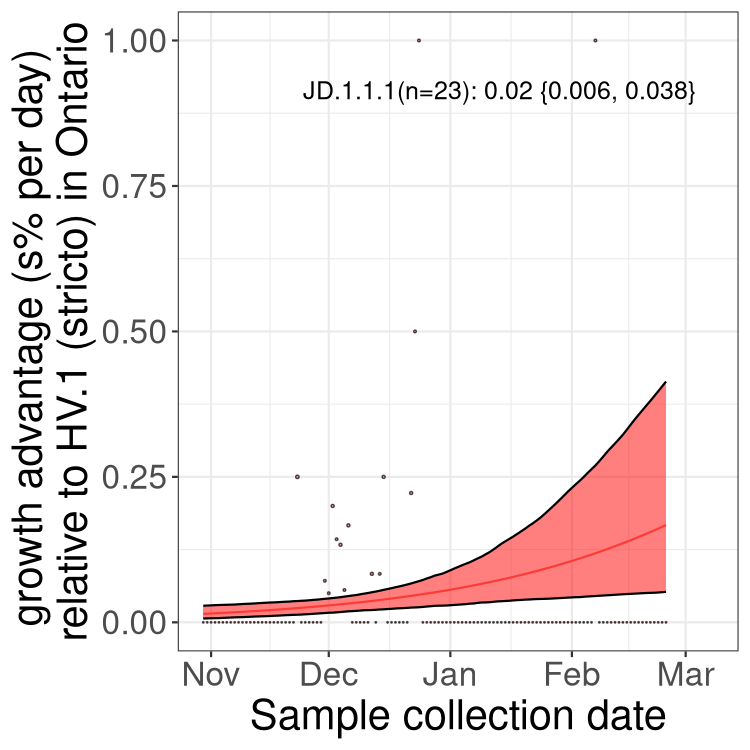 growth advantage (s% per day)
relative to HV.1 (stricto) in Ontario
1.00
0.75
0.50
0.25
0.00
JD.1.1.1(n=23): 0.02 {0.006, 0.038}
Nov Dec Jan Feb Mar
Sample collection date